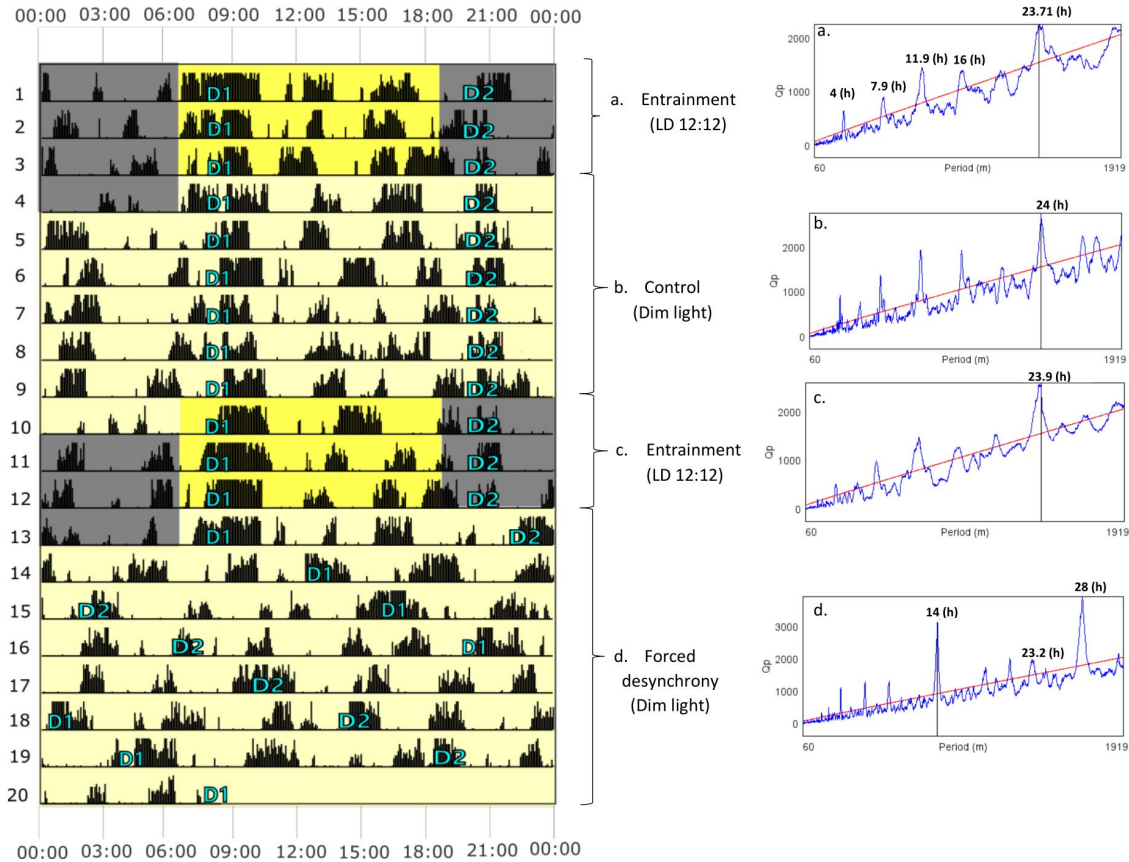 00:00 03:00 06:00 09:00 12:00 15:00 18:00 21:00 00:00
1 D1 D2
2 D1 D2
3 D1 D2
4 D1 D2
5 D1 D2
6 D1 D2
7 D1 D2
8 D1 D2
9 D1 D2
10 D1 D2
11 D1 D2
12 D1 D2
13 D1 D2
14 D1
15 D2 D1
16 D2 D1
17 D2
18 D1 D2
19 D1 D2
20 D1
00:00 03:00 06:00 09:00 12:00 15:00 18:00 21:00 00:00
a. Entrainment
(LD 12:12)
b. Control
(Dim light)
c. Entrainment
(LD 12:12)
d. Forced
desynchrony
(Dim light)
a.
23.71 (h)
11.9 (h)
16 (h)
7.9 (h)
4 (h)
2000
1000
0
Qp
60 Period (m) 1919
b.
24 (h)
2000
1000
0
Qp
60 Period (m) 1919
c.
23.9 (h)
2000
1000
0
Qp
60 Period (m) 1919
d.
28 (h)
14 (h)
23.2 (h)
3000
2000
1000
0
Qp
60 Period (m) 1919